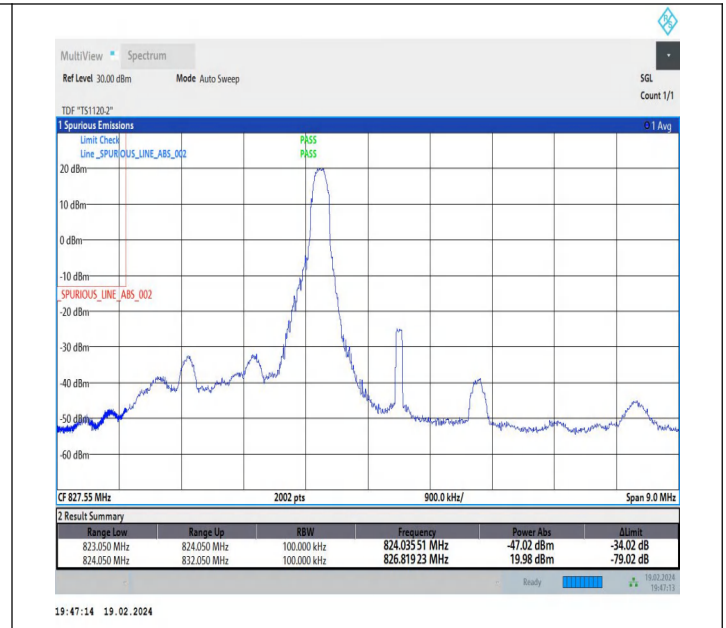 MultiView Spectrum
Ref Level 30.00 dBm Mode Auto Sweep SGL
Count 1/1
TDF "TS1120-2"
1 Spurious Emissions 1 Avg
Limit Check PASS
Line _SPURIOUS_LINE_ABS_002 PASS
20 dBm
10 dBm
0 dBm
-10 dBm
_SPURIOUS_LINE_ABS_002
-20 dBm
-30 dBm
-40 dBm
-50 dBm
-60 dBm
CF 827.55 MHz 2002 pts 900.0 kHz/ Span 9.0 MHz
2 Result Summary
Range Low Range Up RBW Frequency Power Abs ΔLimit
823.050 MHz 824.050 MHz 100.000 kHz 824.03551 MHz -47.02 dBm -34.02 dB
824.050 MHz 832.050 MHz 100.000 kHz 826.81923 MHz 19.98 dBm -79.02 dB
Ready 19.02.2024
19:47:13
19:47:14 19.02.2024